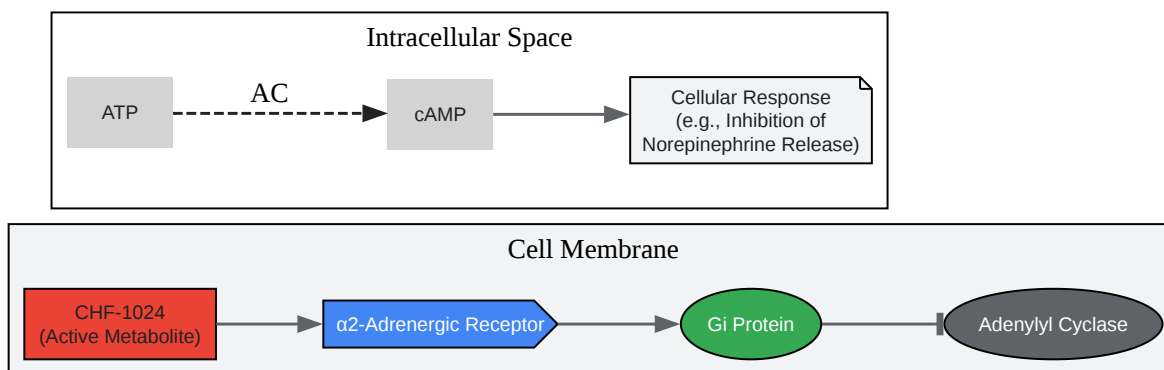 Intracellular Space
ATP
AC
cAMP
Cellular Response
(e.g., Inhibition of
Norepinephrine Release)
Cell Membrane
CHF-1024
(Active Metabolite)
α2-Adrenergic Receptor
Gi Protein
Adenylyl Cyclase